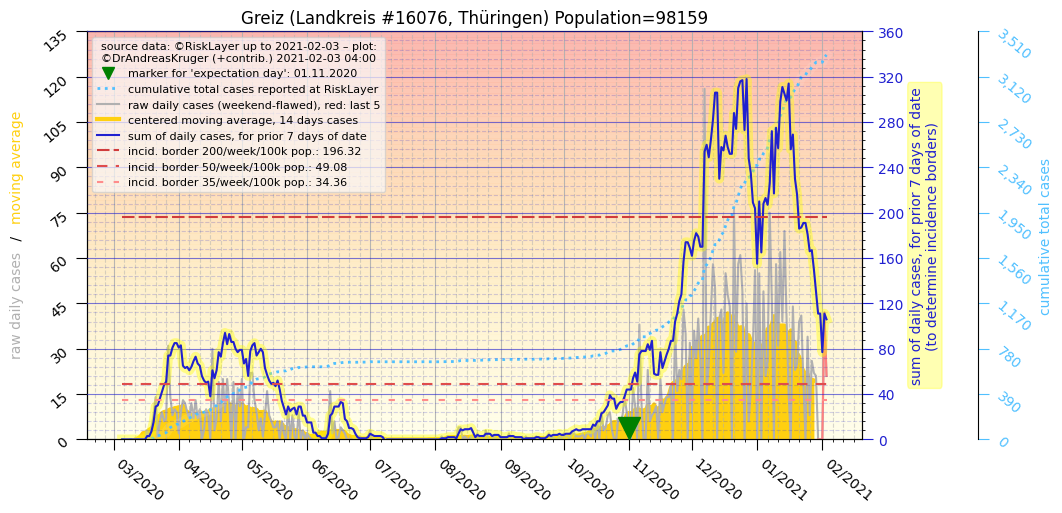 Greiz (Landkreis #16076, Thüringen) Population=98159
source data: ©RiskLayer up to 2021-02-03 – plot:
©DrAndreasKruger (+contrib.) 2021-02-03 04:00
marker for 'expectation day': 01.11.2020
cumulative total cases reported at RiskLayer
raw daily cases (weekend-flawed), red: last 5
centered moving average, 14 days cases
sum of daily cases, for prior 7 days of date
incid. border 200/week/100k pop.: 196.32
incid. border 50/week/100k pop.: 49.08
incid. border 35/week/100k pop.: 34.36
raw daily cases / moving average
135
120
105
90
75
60
45
30
15
0
03/2020
04/2020
05/2020
06/2020
07/2020
08/2020
09/2020
10/2020
11/2020
12/2020
01/2021
02/2021
360
320
280
240
200
160
120
80
40
0
sum of daily cases, for prior 7 days of date
(to determine incidence borders)
3,510
3,120
2,730
2,340
1,950
1,560
1,170
780
390
0
cumulative total cases